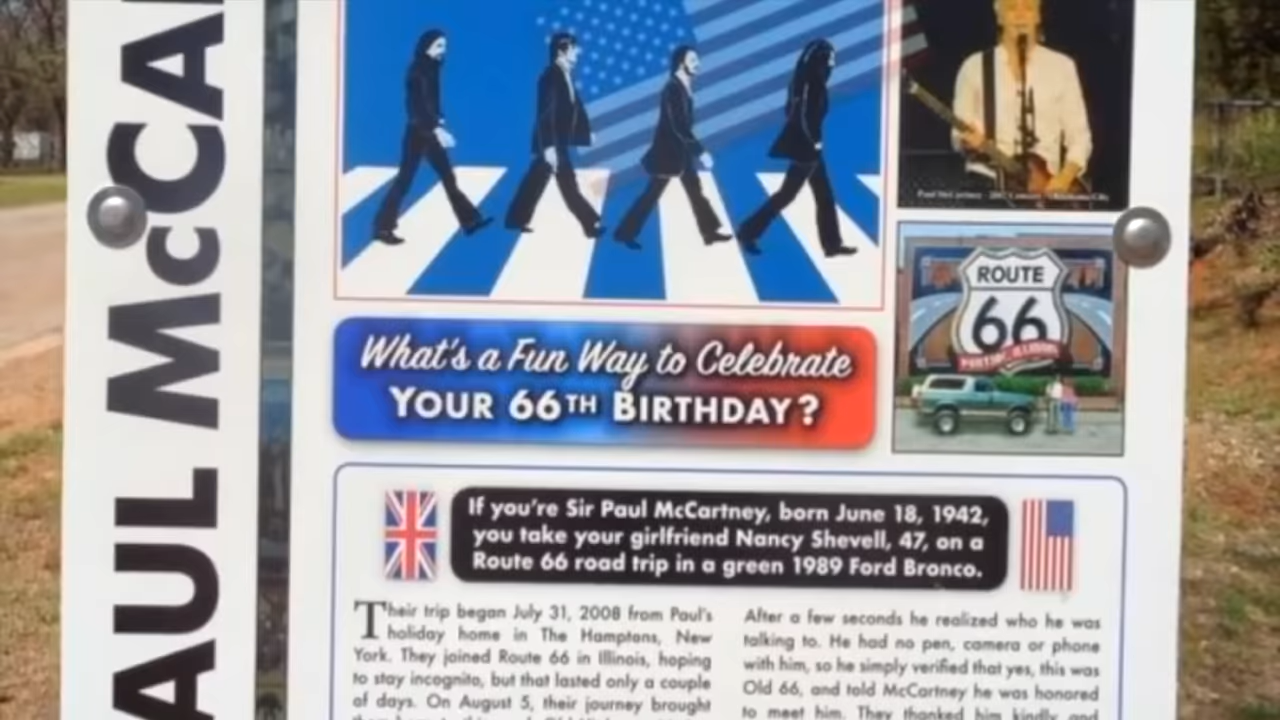 PAUL McCAR
ROUTE
66
PONTIAC, ILLINOIS
What's a Fun Way to Celebrate
YOUR 66TH BIRTHDAY?
If you're Sir Paul McCartney, born June 18, 1942,
you take your girlfriend Nancy Shevell, 47, on a
Route 66 road trip in a green 1989 Ford Bronco.
Their trip began July 31, 2008 from Paul's
holiday home in The Hamptons, New
York. They joined Route 66 in Illinois, hoping
to stay incognito, but that lasted only a couple
of days. On August 5, their journey brought
After a few seconds he realized who he was
talking to. He had no pen, camera or phone
with him, so he simply verified that yes, this was
Old 66, and told McCartney he was honored
to meet him. They thanked him kindly and